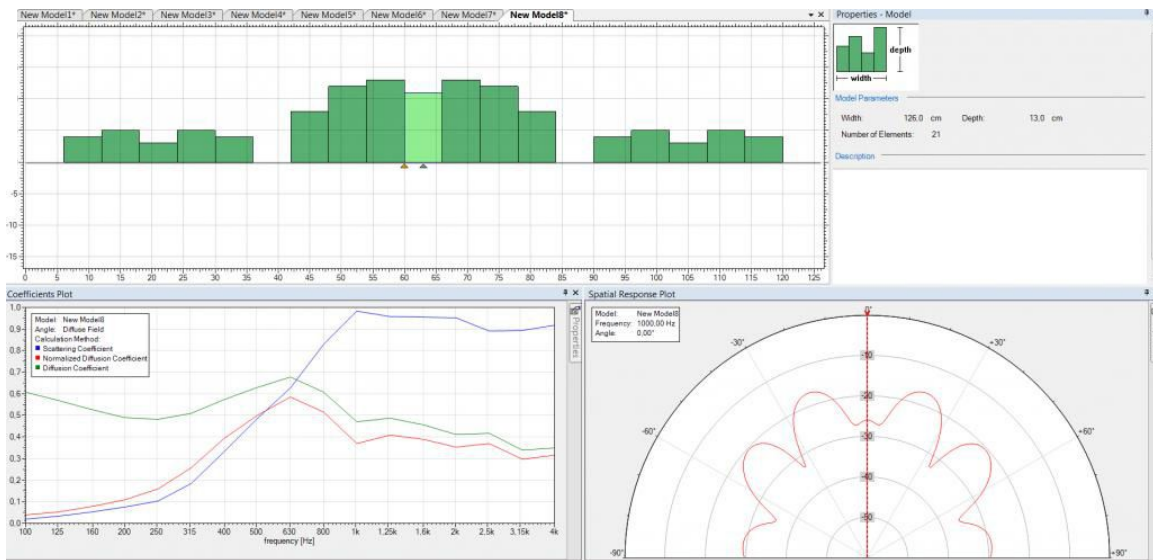 New Model1* New Model2* New Model3* New Model4* New Model5* New Model6* New Model7* New Model8*
-5
-10
-15
0 5 10 15 20 25 30 35 40 45 50 55 60 65 70 75 80 85 90 95 100 105 110 115 120 125
Properties - Model
depth
width
Model Parameters
Width: 126.0 cm Depth: 13.0 cm
Number of Elements: 21
Description
Coefficients Plot
Properties
1,0
0,9
0,8
0,7
0,6
0,5
0,4
0,3
0,2
0,1
0,0
Model: New Model8
Angle: Diffuse Field
Calculation Method:
Scattering Coefficient
Normalized Diffusion Coefficient
Diffusion Coefficient
100 125 160 200 250 315 400 500 630 800 1k 1,25k 1,6k 2k 2,5k 3,15k 4k
frequency [Hz]
Spatial Response Plot
Model: New Model8
Frequency: 1000,00 Hz
Angle: 0,00°
0°
-30° +30°
-60° +60°
-90° +90°
-10
-20
-30
-40
-50